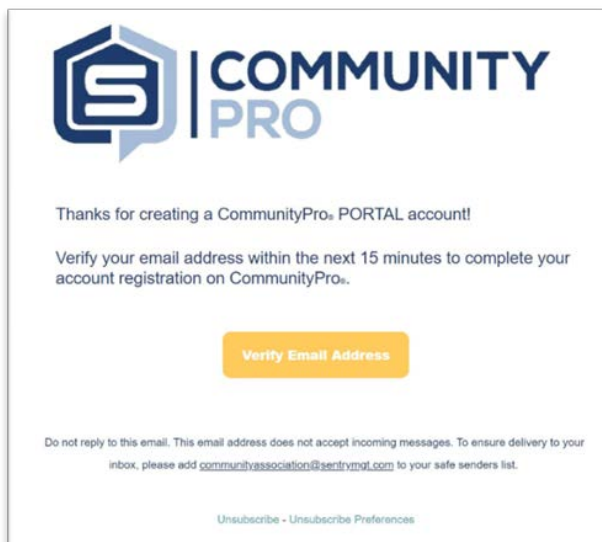 S
COMMUNITY
PRO
Thanks for creating a CommunityPro® PORTAL account!
Verify your email address within the next 15 minutes to complete your
account registration on CommunityPro®.
Verify Email Address
Do not reply to this email. This email address does not accept incoming messages. To ensure delivery to your
inbox, please add communityassociation@sentrymgt.com to your safe senders list.
Unsubscribe - Unsubscribe Preferences